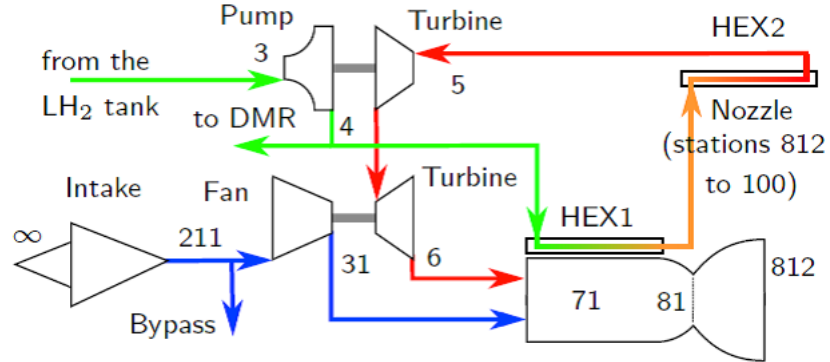 Pump
Turbine
HEX2
3
from the
LH₂ tank
5
to DMR
4
Nozzle
(stations 812
to 100)
Intake
Fan
Turbine
HEX1
∞
211
31
6
71
81
812
Bypass